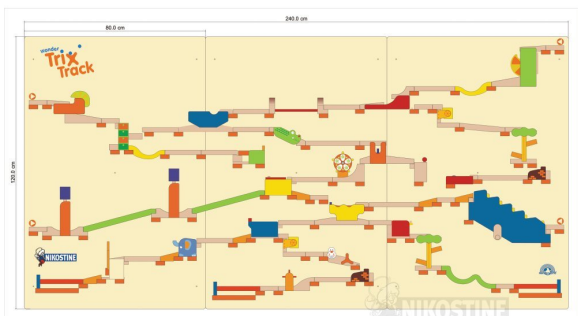 240.0 cm
80.0 cm
wonder
Trix
Track
120.0 cm
NIKOSTINE
NIKOSTINE